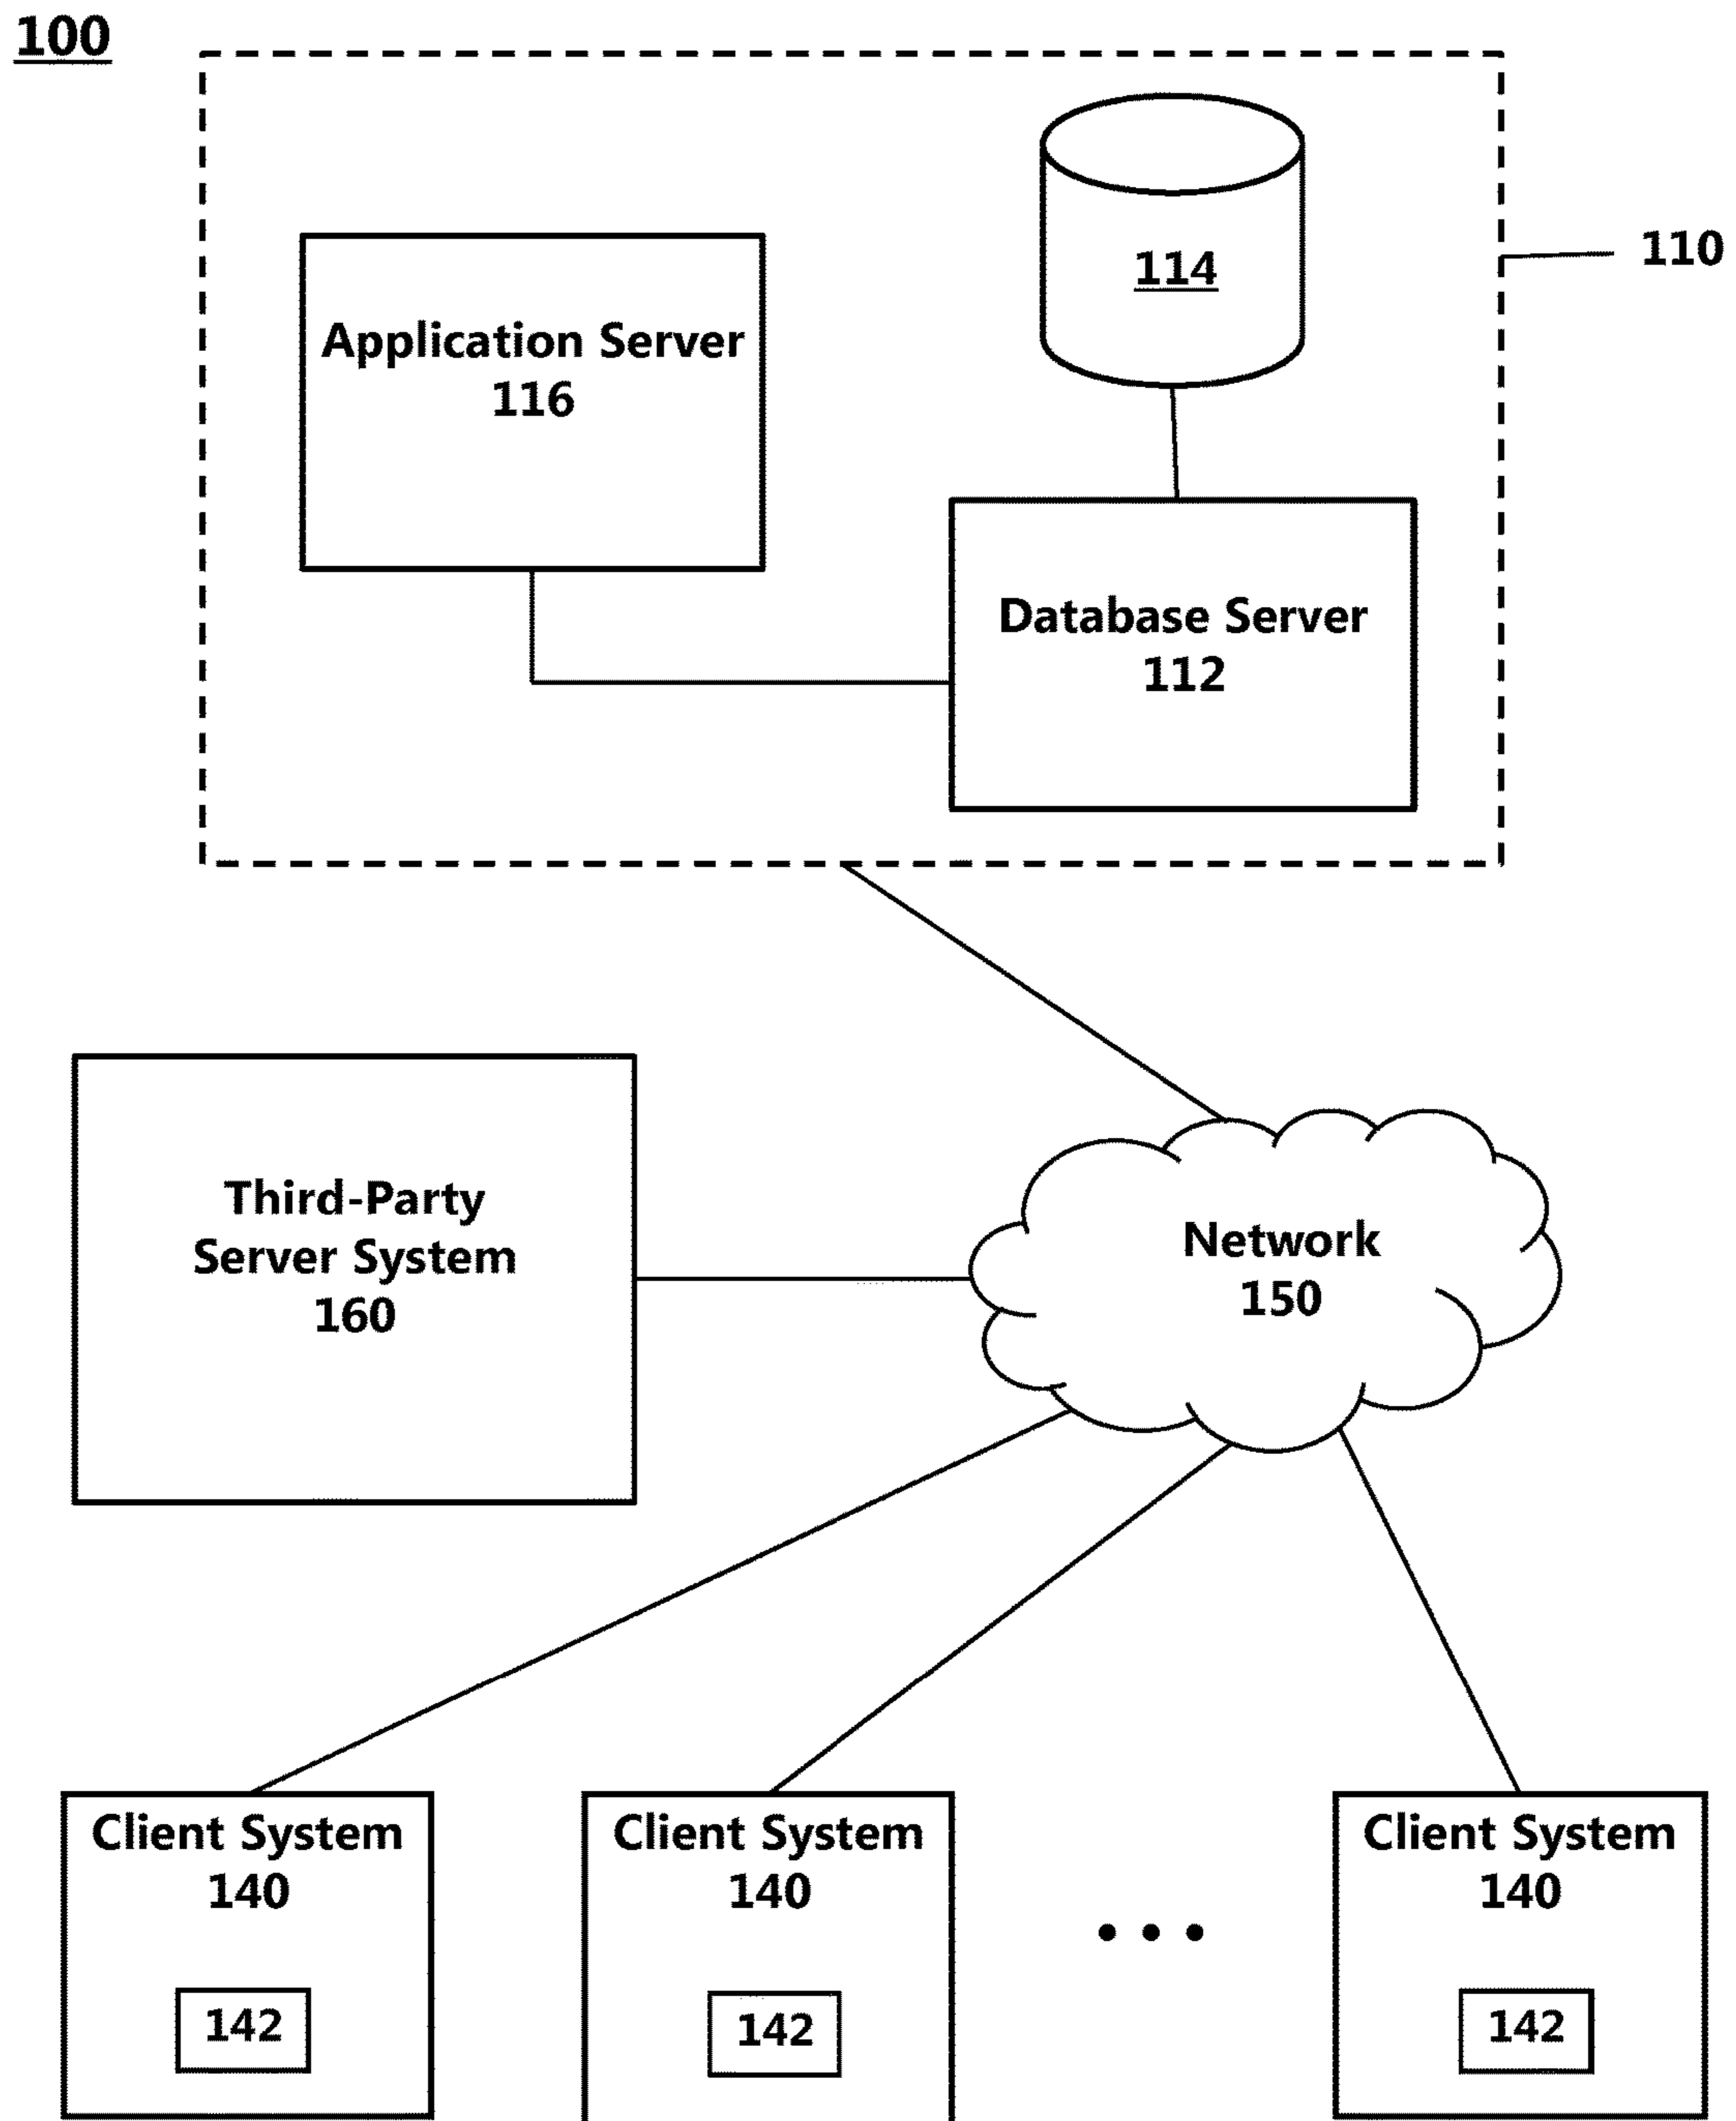 100
110
114
Application Server
116
Database Server
112
Third-Party
Server System
160
Network
150
Client System
140
142
Client System
140
142
Client System
140
142